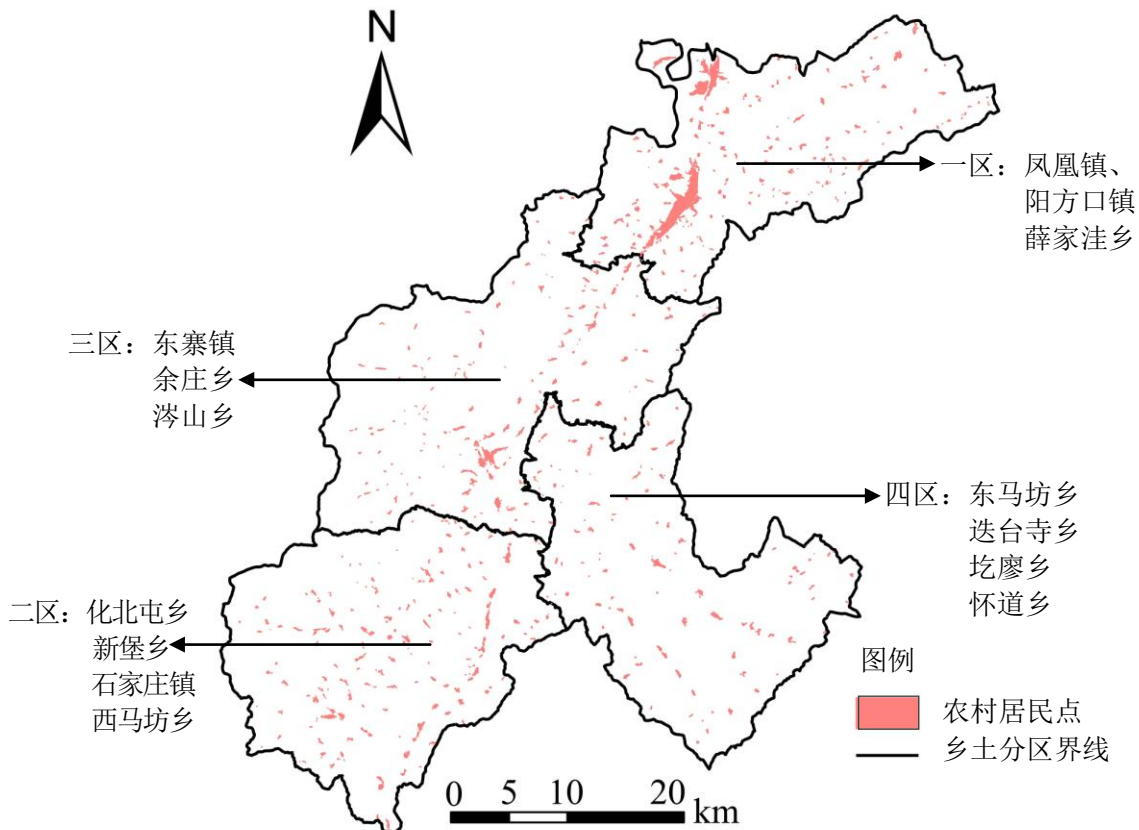 N
一区：凤凰镇、
阳方口镇
薛家洼乡
三区：东寨镇
余庄乡
涔山乡
四区：东马坊乡
迭台寺乡
圪廖乡
怀道乡
二区：化北屯乡
新堡乡
石家庄镇
西马坊乡
图例
农村居民点
乡土分区界线
0 5 10 20 km